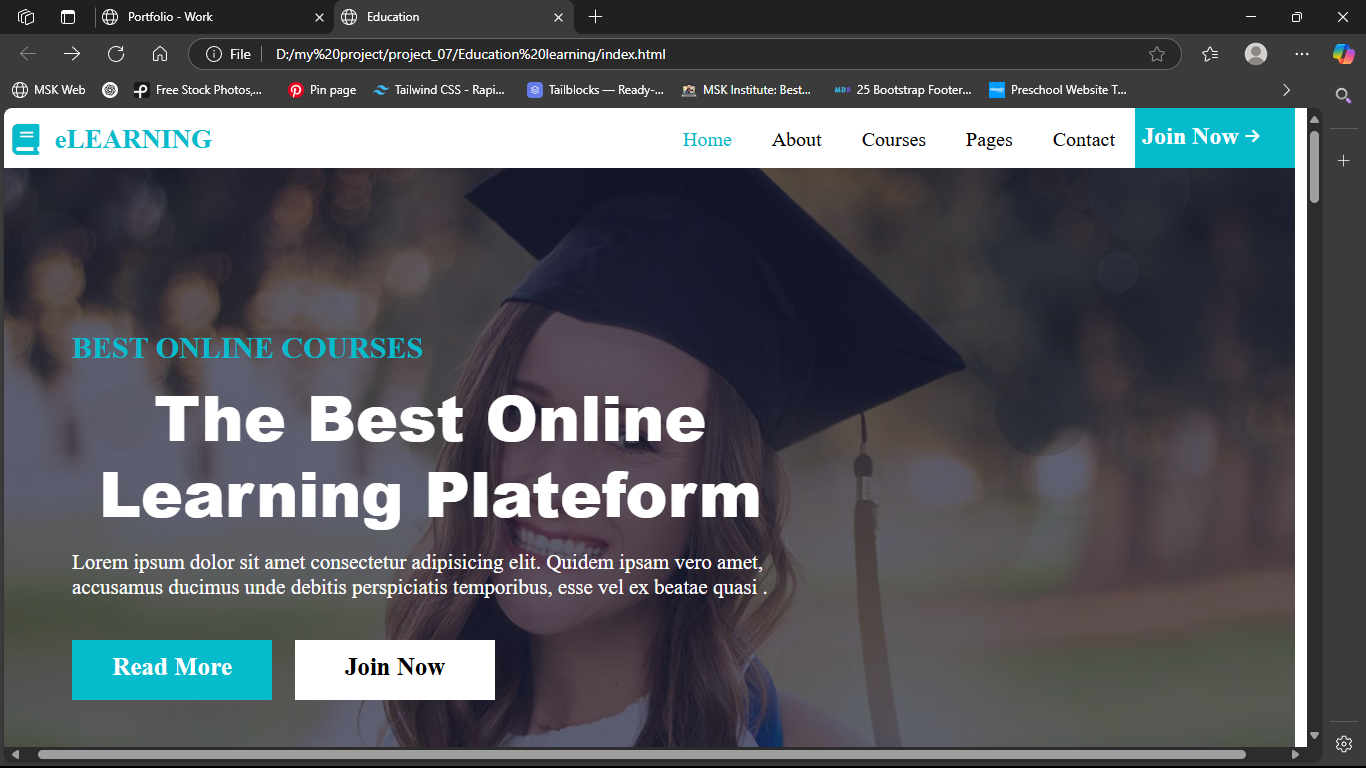 Portfolio - Work
Education
File
D:/my%20project/project_07/Education%20learning/index.html
MSK Web
Free Stock Photos,...
Pin page
Tailwind CSS - Rapi...
Tailblocks — Ready-...
MSK Institute: Best...
MDB
25 Bootstrap Footer...
Preschool Website T...
eLEARNING
Home
About
Courses
Pages
Contact
Join Now →
BEST ONLINE COURSES
The Best Online
Learning Plateform
Lorem ipsum dolor sit amet consectetur adipisicing elit. Quidem ipsam vero amet,
accusamus ducimus unde debitis perspiciatis temporibus, esse vel ex beatae quasi .
Read More
Join Now